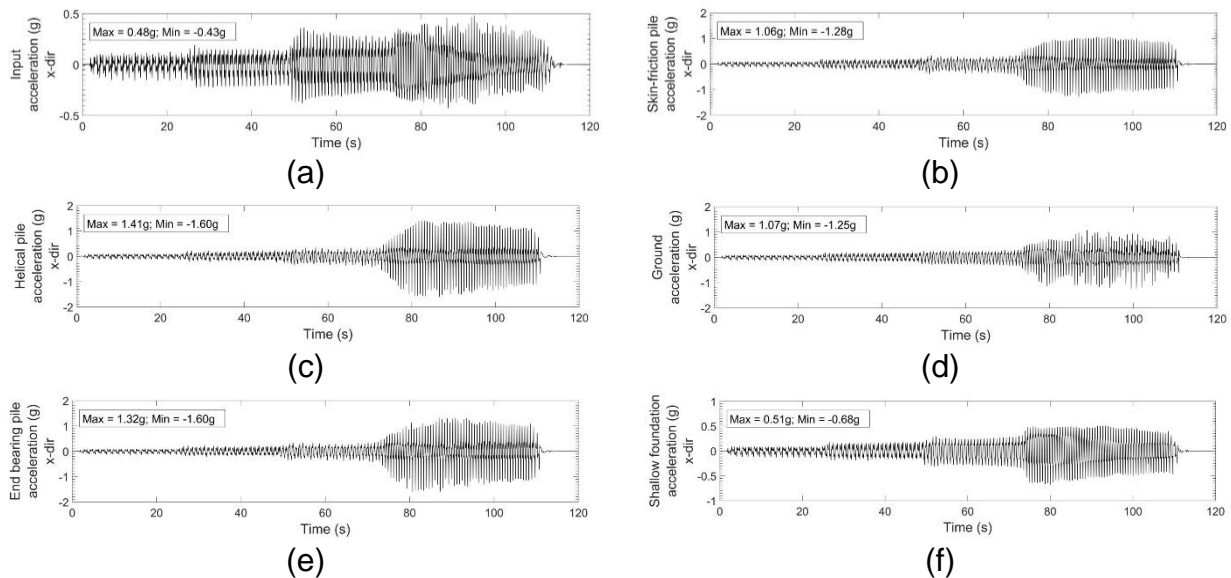 Input
acceleration (g)
x-dir
0.5
0
-0.5
Max = 0.48g; Min = -0.43g
0 20 40 60 80 100 120
Time (s)
(a)
Skin-friction pile
acceleration (g)
x-dir
2
1
0
-1
-2
Max = 1.06g; Min = -1.28g
0 20 40 60 80 100 120
Time (s)
(b)
Helical pile
acceleration (g)
x-dir
2
1
0
-1
-2
Max = 1.41g; Min = -1.60g
0 20 40 60 80 100 120
Time (s)
(c)
Ground
acceleration (g)
x-dir
2
1
0
-1
-2
Max = 1.07g; Min = -1.25g
0 20 40 60 80 100 120
Time (s)
(d)
End bearing pile
acceleration (g)
x-dir
2
1
0
-1
-2
Max = 1.32g; Min = -1.60g
0 20 40 60 80 100 120
Time (s)
(e)
Shallow foundation
acceleration (g)
x-dir
1
0.5
0
-0.5
-1
Max = 0.51g; Min = -0.68g
0 20 40 60 80 100 120
Time (s)
(f)